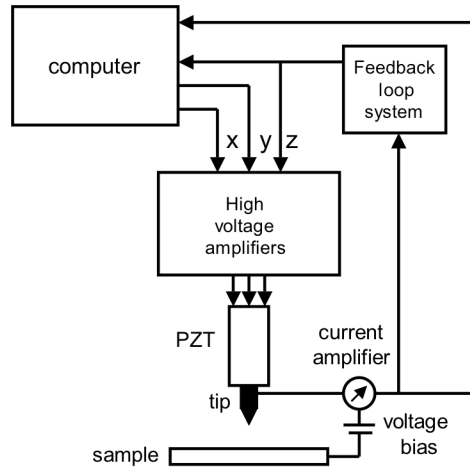 computer
Feedback
loop
system
x y z
High
voltage
amplifiers
PZT
current
amplifier
tip
voltage
bias
sample